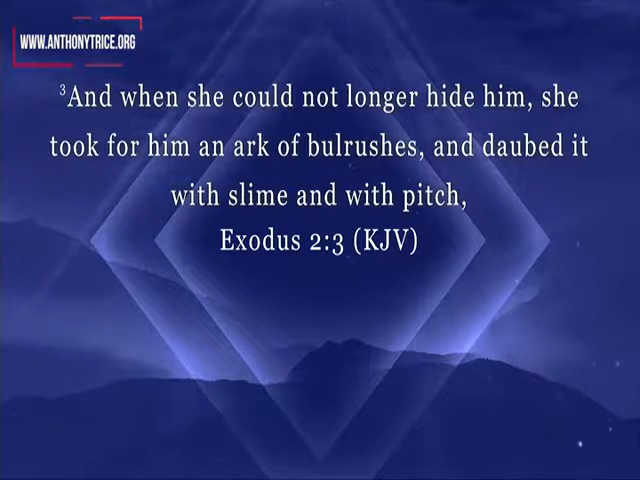 WWW.ANTHONYTRICE.ORG
³And when she could not longer hide him, she
took for him an ark of bulrushes, and daubed it
with slime and with pitch,
Exodus 2:3 (KJV)